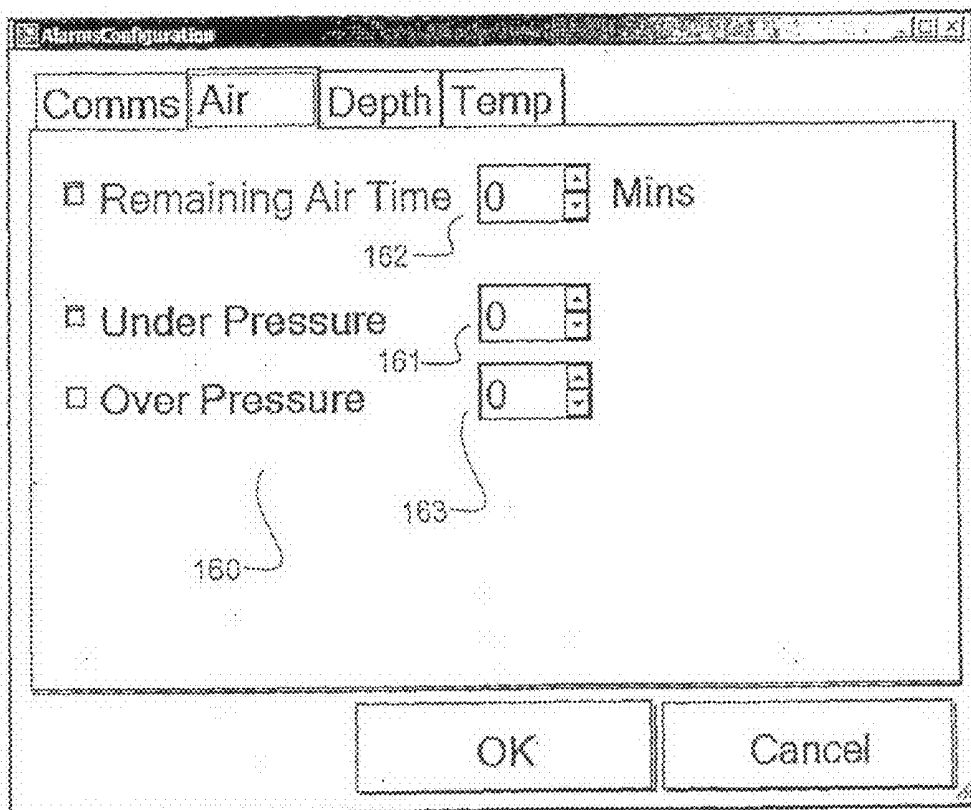 AlarmsConfiguration
Comms Air Depth Temp
Remaining Air Time 0 Mins
162
Under Pressure 0
161
Over Pressure 0
163
160
OK Cancel